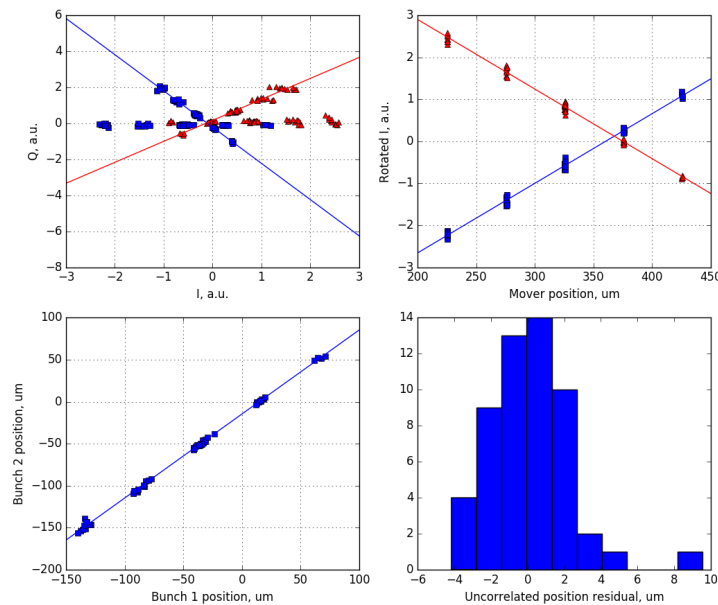 6
4
2
0
−2
−4
−6
−8
Q, a.u.
−3 −2 −1 0 1 2 3
I, a.u.
3
2
1
0
−1
−2
−3
Rotated I, a.u.
200 250 300 350 400 450
Mover position, um
100
50
0
−50
−100
−150
−200
Bunch 2 position, um
−150 −100 −50 0 50 100
Bunch 1 position, um
14
12
10
8
6
4
2
0
−6 −4 −2 0 2 4 6 8 10
Uncorrelated position residual, um